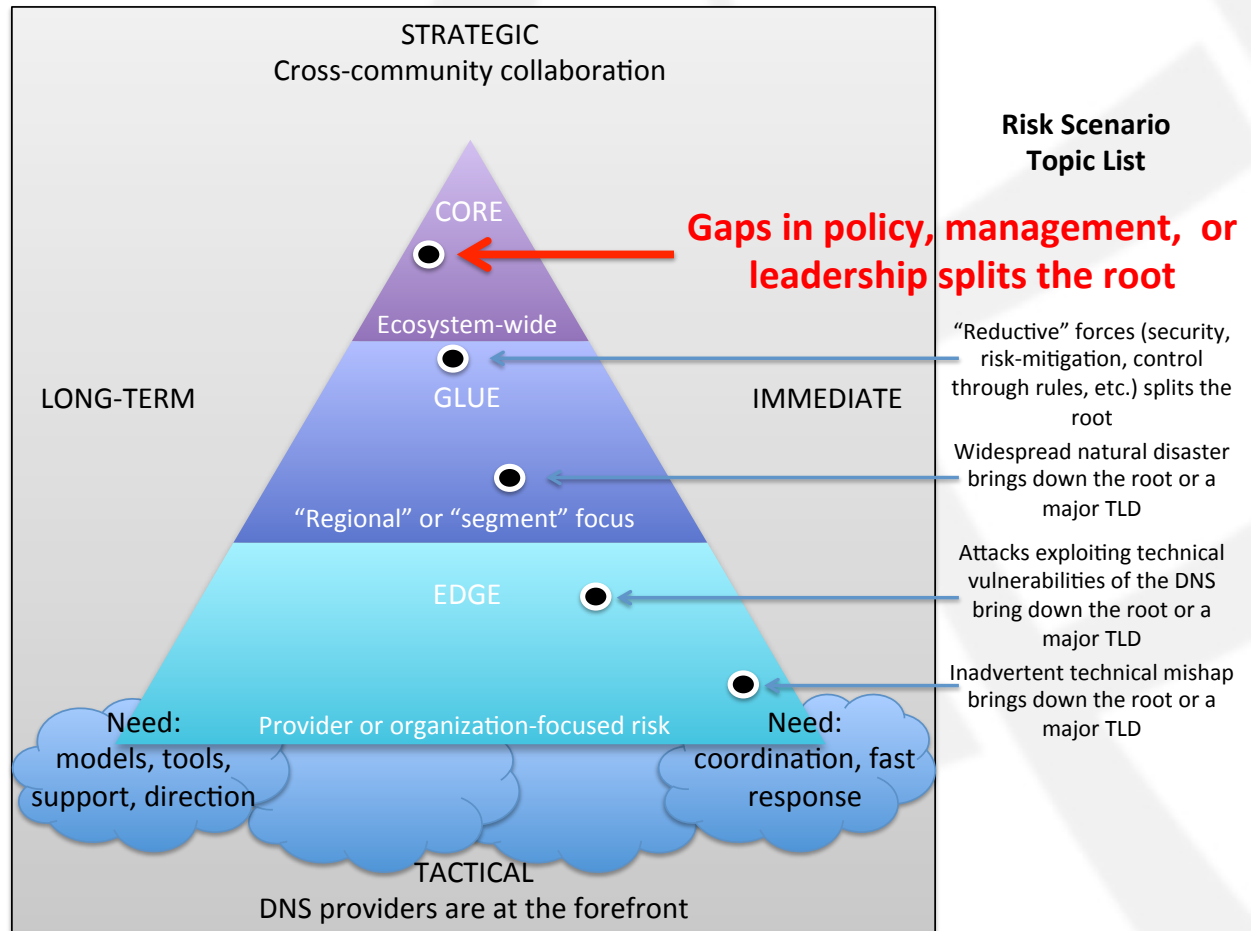 STRATEGIC
Cross-community collaboration
Risk Scenario
Topic List
CORE
Gaps in policy, management, or
leadership splits the root
Ecosystem-wide
“Reductive” forces (security,
risk-mitigation, control
through rules, etc.) splits the
root
LONG-TERM
GLUE
IMMEDIATE
Widespread natural disaster
brings down the root or a
major TLD
“Regional” or “segment” focus
Attacks exploiting technical
vulnerabilities of the DNS
bring down the root or a
major TLD
EDGE
Inadvertent technical mishap
brings down the root or a
major TLD
Provider or organization-focused risk
Need:
models, tools,
support, direction
Need:
coordination, fast
response
TACTICAL
DNS providers are at the forefront